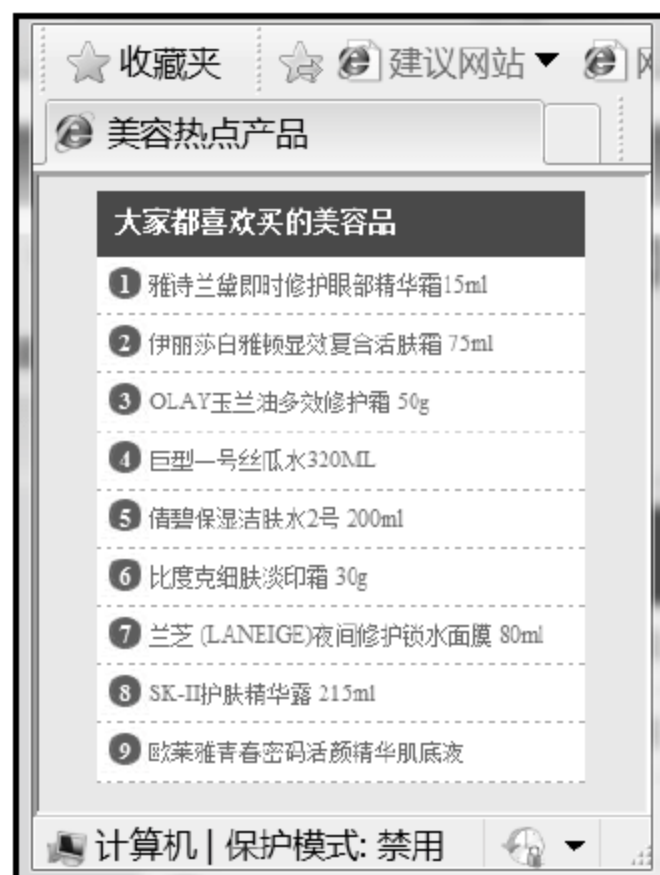 收藏夹 建议网站
美容热点产品
大家都喜欢买的美容品
1 雅诗兰黛即时修护眼部精华霜15ml
2 伊丽莎白雅顿显效复合活肤霜 75ml
3 OLAY玉兰油多效修护霜 50g
4 巨型一号丝瓜水320ML
5 倩碧保湿洁肤水2号 200ml
6 比度克细肤淡印霜 30g
7 兰芝 (LANEIGE)夜间修护锁水面膜 80ml
8 SK-II护肤精华露 215ml
9 欧莱雅青春密码活颜精华肌底液
计算机 | 保护模式: 禁用